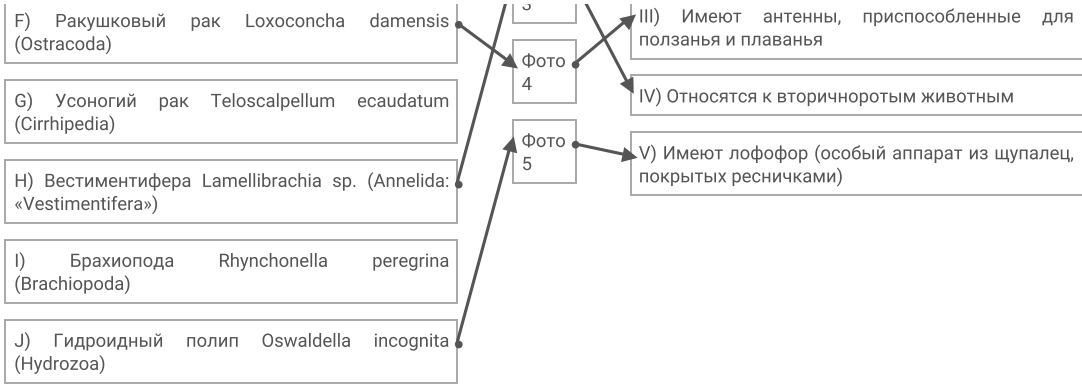 F) Ракушковый рак Loxoconcha damensis
(Ostracoda)
G) Усоногий рак Teloscalpellum ecaudatum
(Cirrhipedia)
H) Вестиментифера Lamellibrachia sp. (Annelida:
«Vestimentifera»)
I) Брахиопода Rhynchonella peregrina
(Brachiopoda)
J) Гидроидный полип Oswaldella incognita
(Hydrozoa)
3
Фото
4
Фото
5
III) Имеют антенны, приспособленные для
ползанья и плаванья
IV) Относятся к вторичноротым животным
V) Имеют лофофор (особый аппарат из щупалец,
покрытых ресничками)